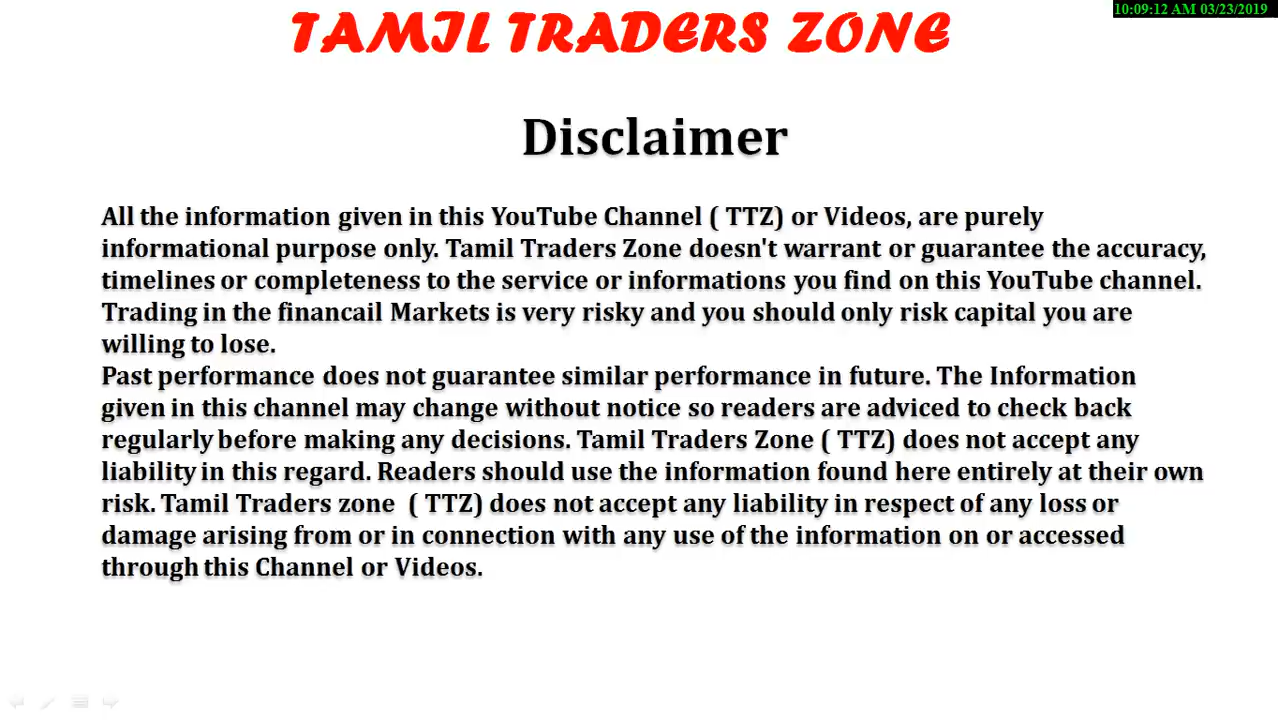 10:09:12 AM 03/23/2019
TAMIL TRADERS ZONE
Disclaimer
All the information given in this YouTube Channel ( TTZ) or Videos, are purely
informational purpose only. Tamil Traders Zone doesn't warrant or guarantee the accuracy,
timelines or completeness to the service or informations you find on this YouTube channel.
Trading in the financail Markets is very risky and you should only risk capital you are
willing to lose.
Past performance does not guarantee similar performance in future. The Information
given in this channel may change without notice so readers are adviced to check back
regularly before making any decisions. Tamil Traders Zone ( TTZ) does not accept any
liability in this regard. Readers should use the information found here entirely at their own
risk. Tamil Traders zone  ( TTZ) does not accept any liability in respect of any loss or
damage arising from or in connection with any use of the information on or accessed
through this Channel or Videos.